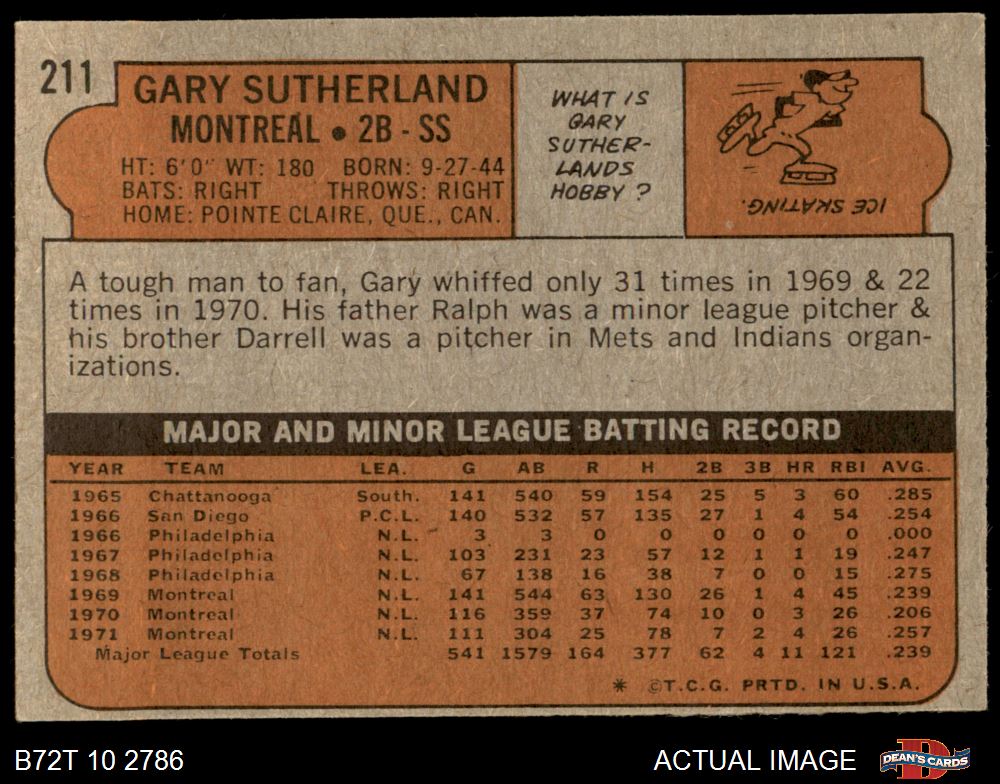 211
GARY SUTHERLAND
MONTREAL • 2B - SS
HT: 6'0" WT: 180 BORN: 9-27-44
BATS: RIGHT THROWS: RIGHT
HOME: POINTE CLAIRE, QUE., CAN.
WHAT IS
GARY
SUTHER-
LANDS
HOBBY ?
ICE SKATING.
A tough man to fan, Gary whiffed only 31 times in 1969 & 22
times in 1970. His father Ralph was a minor league pitcher &
his brother Darrell was a pitcher in Mets and Indians organ-
izations.
MAJOR AND MINOR LEAGUE BATTING RECORD
YEAR TEAM LEA. G AB R H 2B 3B HR RBI AVG.
1965 Chattanooga South. 141 540 59 154 25 5 3 60 .285
1966 San Diego P.C.L. 140 532 57 135 27 1 4 54 .254
1966 Philadelphia N.L. 3 3 0 0 0 0 0 0 .000
1967 Philadelphia N.L. 103 231 23 57 12 1 1 19 .247
1968 Philadelphia N.L. 67 138 16 38 7 0 0 15 .275
1969 Montreal N.L. 141 544 63 130 26 1 4 45 .239
1970 Montreal N.L. 116 359 37 74 10 0 3 26 .206
1971 Montreal N.L. 111 304 25 78 7 2 4 26 .257
Major League Totals 541 1579 164 377 62 4 11 121 .239
* ©T.C.G. PRTD. IN U.S.A.
B72T 10 2786
ACTUAL IMAGE
DEAN'S CARDS